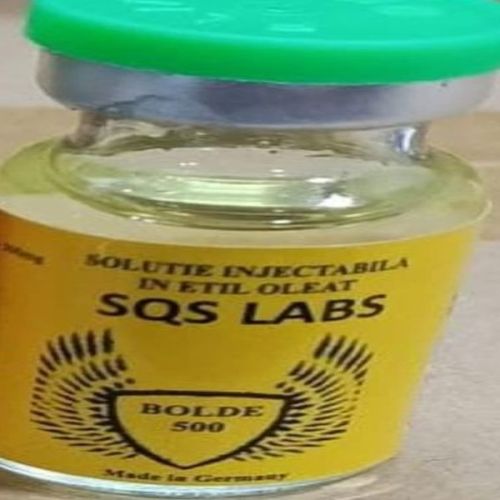 SOLUTIE INJECTABILA
IN ETIL OLEAT
SQS LABS
BOLDE
500
Made in Germany